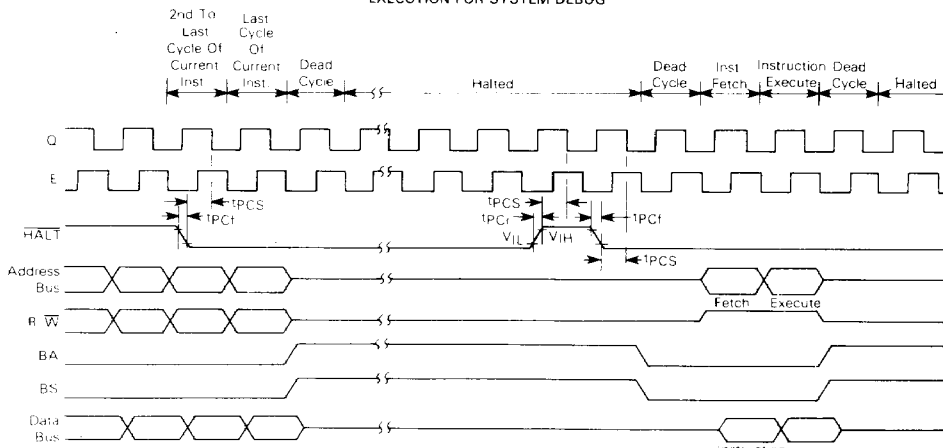 EXECUTION FOR SYSTEM DEBUG
2nd To
Last
Cycle Of
Current
Inst.
Last
Cycle
Of
Current
Inst.
Dead
Cycle
Halted
Dead
Cycle
Inst
Fetch
Instruction
Execute
Dead
Cycle
Halted
Q
E
tPCS
tPCf
tPCS
tPCr
tPCf
HALT
VIL
VIH
tPCS
Address
Bus
Fetch
Execute
R W
BA
BS
Data
Bus